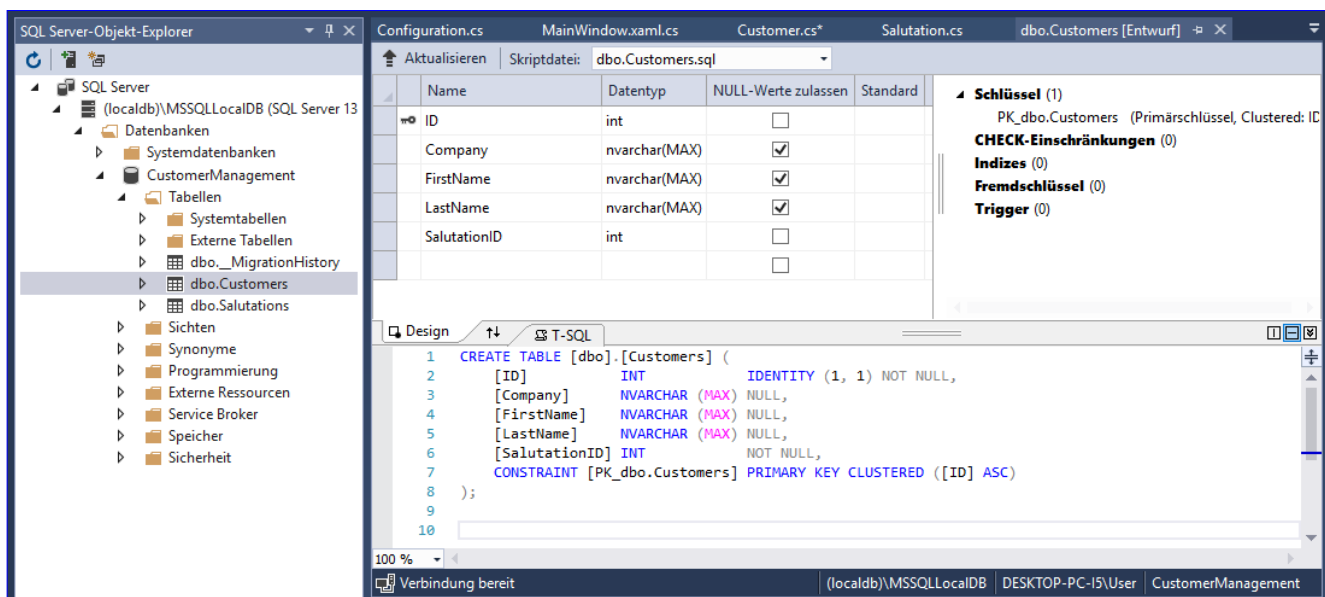 SQL Server-Objekt-Explorer
SQL Server
(localdb)\MSSQLLocalDB (SQL Server 13
Datenbanken
Systemdatenbanken
CustomerManagement
Tabellen
Systemtabellen
Externe Tabellen
dbo.__MigrationHistory
dbo.Customers
dbo.Salutations
Sichten
Synonyme
Programmierung
Externe Ressourcen
Service Broker
Speicher
Sicherheit
Configuration.cs MainWindow.xaml.cs Customer.cs* Salutation.cs dbo.Customers [Entwurf]
Aktualisieren Skriptdatei: dbo.Customers.sql
Name Datentyp NULL-Werte zulassen Standard
ID int
Company nvarchar(MAX)
FirstName nvarchar(MAX)
LastName nvarchar(MAX)
SalutationID int
Schlüssel (1)
PK_dbo.Customers (Primärschlüssel, Clustered: ID
CHECK-Einschränkungen (0)
Indizes (0)
Fremdschlüssel (0)
Trigger (0)
Design T-SQL
1 CREATE TABLE [dbo].[Customers] (
2 [ID] INT IDENTITY (1, 1) NOT NULL,
3 [Company] NVARCHAR (MAX) NULL,
4 [FirstName] NVARCHAR (MAX) NULL,
5 [LastName] NVARCHAR (MAX) NULL,
6 [SalutationID] INT NOT NULL,
7 CONSTRAINT [PK_dbo.Customers] PRIMARY KEY CLUSTERED ([ID] ASC)
8 );
9
10
100 %
Verbindung bereit (localdb)\MSSQLLocalDB DESKTOP-PC-I5\User CustomerManagement